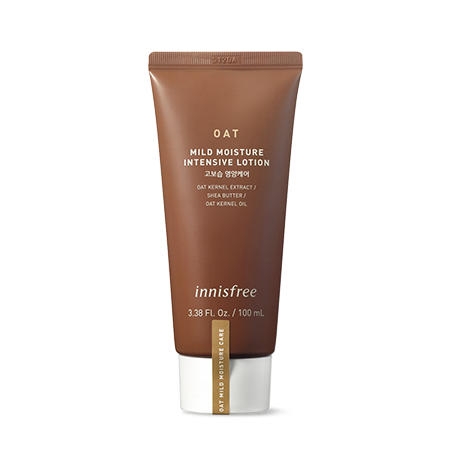 OAT
MILD MOISTURE
INTENSIVE LOTION
고보습 영양케어
OAT KERNEL EXTRACT /
SHEA BUTTER /
OAT KERNEL OIL
innisfree
3.38 FL. Oz. / 100 mL
OAT MILD MOISTURE CARE